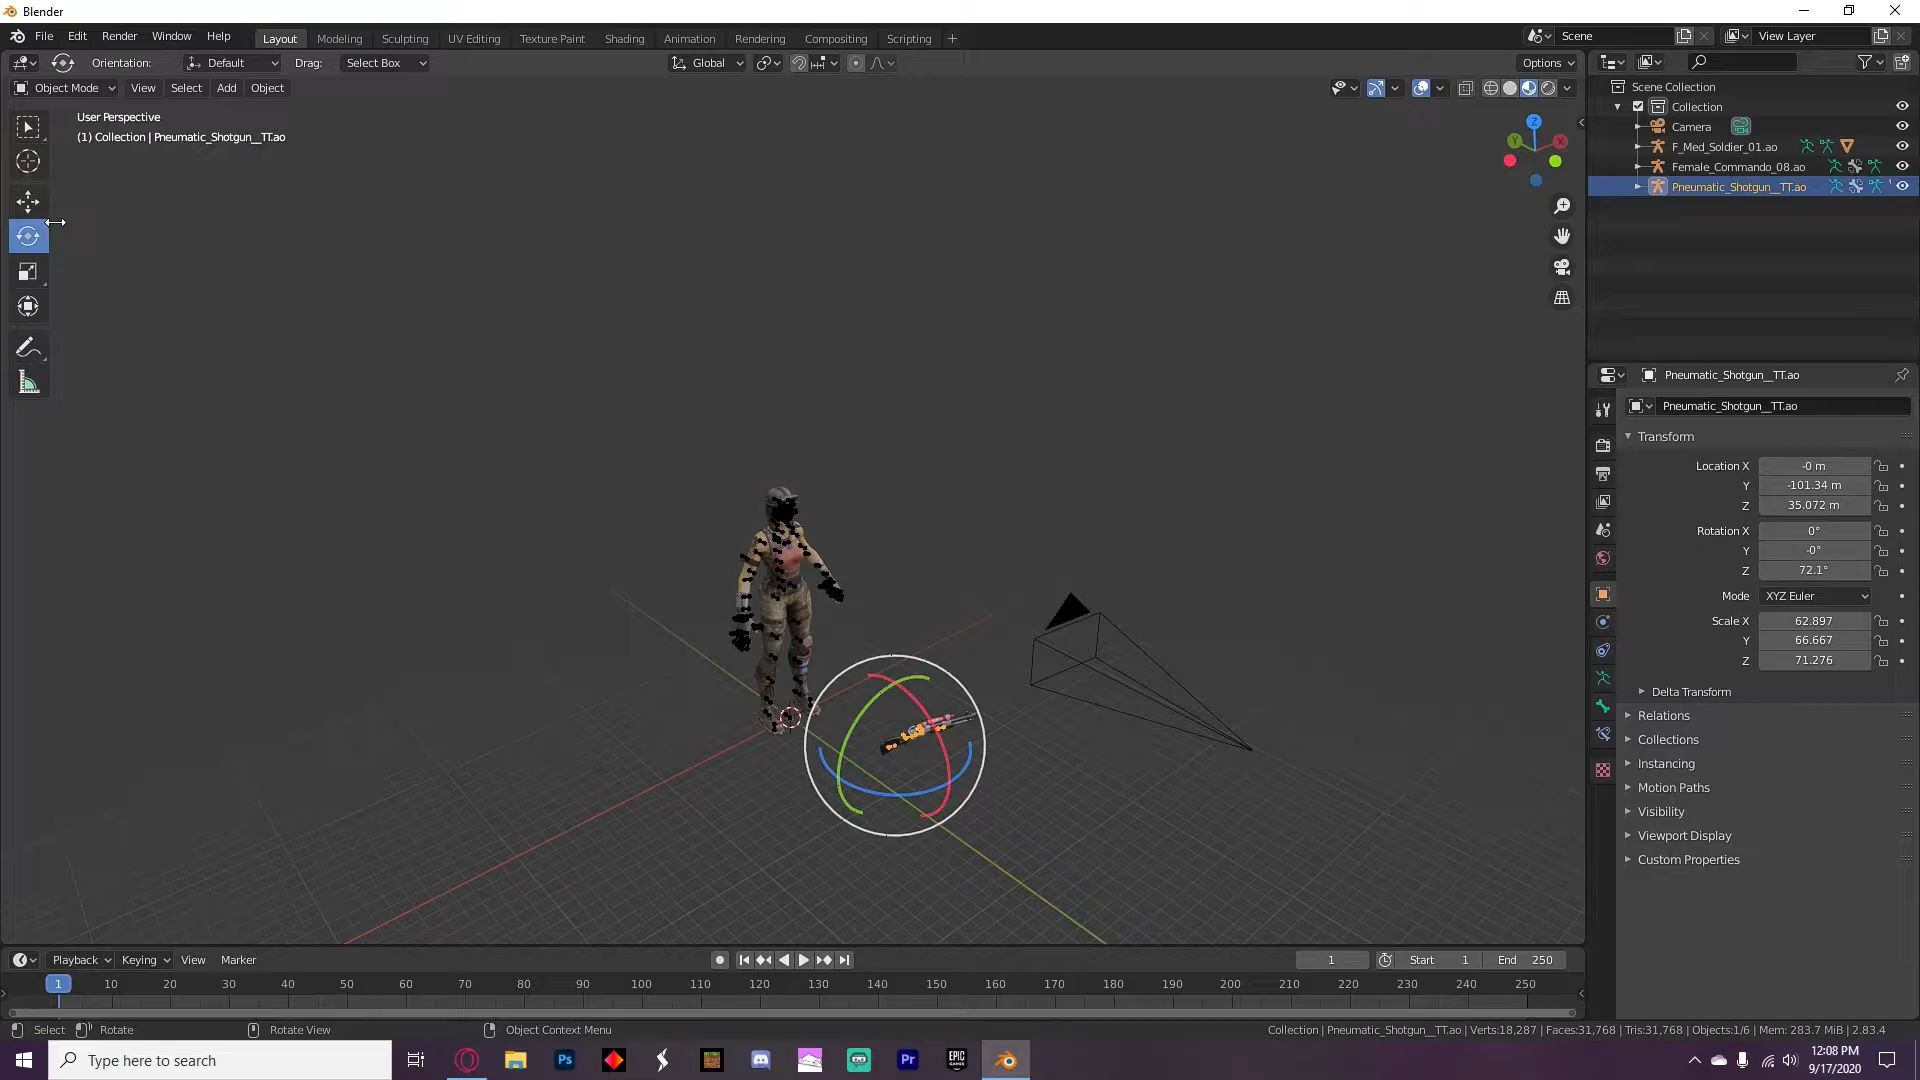 Blender
File Edit Render Window Help Layout Modeling Sculpting UV Editing Texture Paint Shading Animation Rendering Compositing Scripting + Scene View Layer
Orientation: Default Drag: Select Box Global Options
Object Mode View Select Add Object
User Perspective
(1) Collection | Pneumatic_Shotgun__TT.ao
Z
Y
X
Scene Collection
Collection
Camera
F_Med_Soldier_01.ao
Female_Commando_08.ao
Pneumatic_Shotgun__TT.ao
Pneumatic_Shotgun__TT.ao
Pneumatic_Shotgun__TT.ao
Transform
Location X -0 m
Y -101.34 m
Z 35.072 m
Rotation X 0°
Y -0°
Z 72.1°
Mode XYZ Euler
Scale X 62.897
Y 66.667
Z 71.276
Delta Transform
Relations
Collections
Instancing
Motion Paths
Visibility
Viewport Display
Custom Properties
Playback Keying View Marker 1 Start 1 End 250
1 10 20 30 40 50 60 70 80 90 100 110 120 130 140 150 160 170 180 190 200 210 220 230 240 250
Select Rotate Rotate View Object Context Menu Collection | Pneumatic_Shotgun__TT.ao | Verts:18,287 | Faces:31,768 | Tris:31,768 | Objects:1/6 | Mem: 283.7 MiB | 2.83.4
Type here to search Ps Pr EPIC GAMES 12:08 PM
9/17/2020